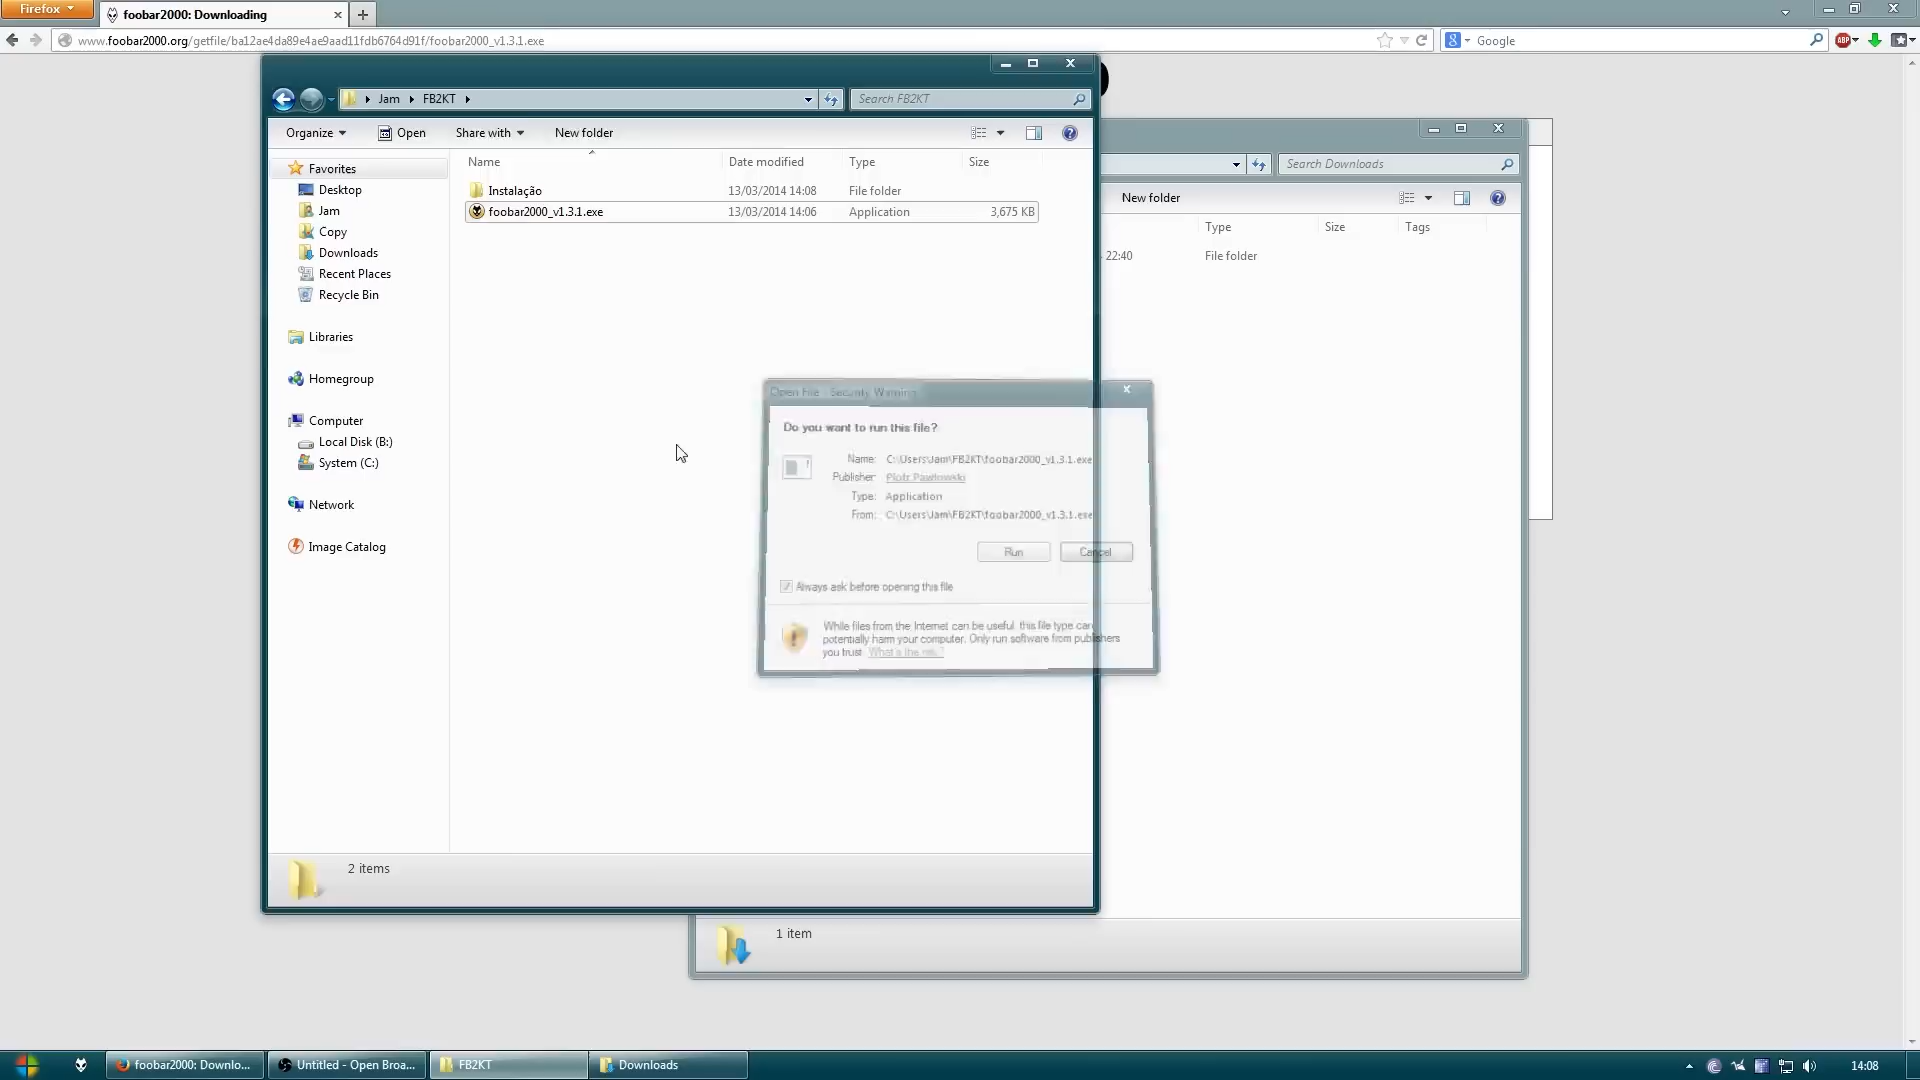 Firefox
foobar2000: Downloading
www.foobar2000.org/getfile/ba12ae4da89e4ae9aad11fdb6764d91f/foobar2000_v1.3.1.exe
Google
ABP
Jam
FB2KT
Search FB2KT
Organize
Open
Share with
New folder
Name
Date modified
Type
Size
Instalação
13/03/2014 14:08
File folder
foobar2000_v1.3.1.exe
13/03/2014 14:06
Application
3,675 KB
Favorites
Desktop
Jam
Copy
Downloads
Recent Places
Recycle Bin
Libraries
Homegroup
Computer
Local Disk (B:)
System (C:)
Network
Image Catalog
2 items
Search Downloads
New folder
Type
Size
Tags
22:40
File folder
1 item
Open File - Security Warning
Do you want to run this file?
Name: C:\Users\Jam\FB2KT\foobar2000_v1.3.1.exe
Publisher: Piotr Pawlowski
Type: Application
From: C:\Users\Jam\FB2KT\foobar2000_v1.3.1.exe
Run
Cancel
Always ask before opening this file
While files from the Internet can be useful, this file type can
potentially harm your computer. Only run software from publishers
you trust. What's the risk?
foobar2000: Downlo...
Untitled - Open Broa...
FB2KT
Downloads
14:08